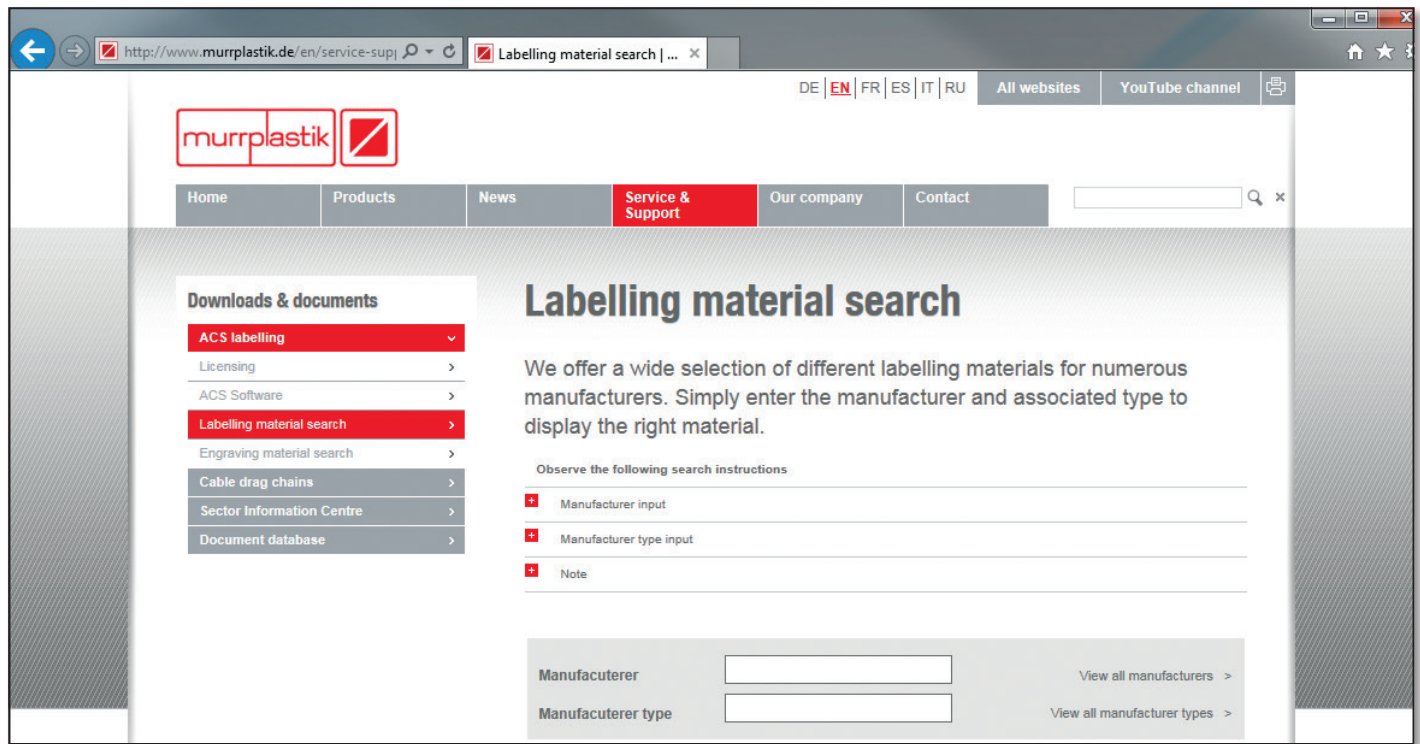 http://www.murrplastik.de/en/service-supp
Labelling material search | ...
DE EN FR ES IT RU
All websites
YouTube channel
murrplastik
Home
Products
News
Service &
Support
Our company
Contact
Downloads & documents
ACS labelling
Licensing
ACS Software
Labelling material search
Engraving material search
Cable drag chains
Sector Information Centre
Document database
Labelling material search
We offer a wide selection of different labelling materials for numerous
manufacturers. Simply enter the manufacturer and associated type to
display the right material.
Observe the following search instructions
Manufacturer input
Manufacturer type input
Note
Manufacuterer
View all manufacturers >
Manufacuterer type
View all manufacturer types >